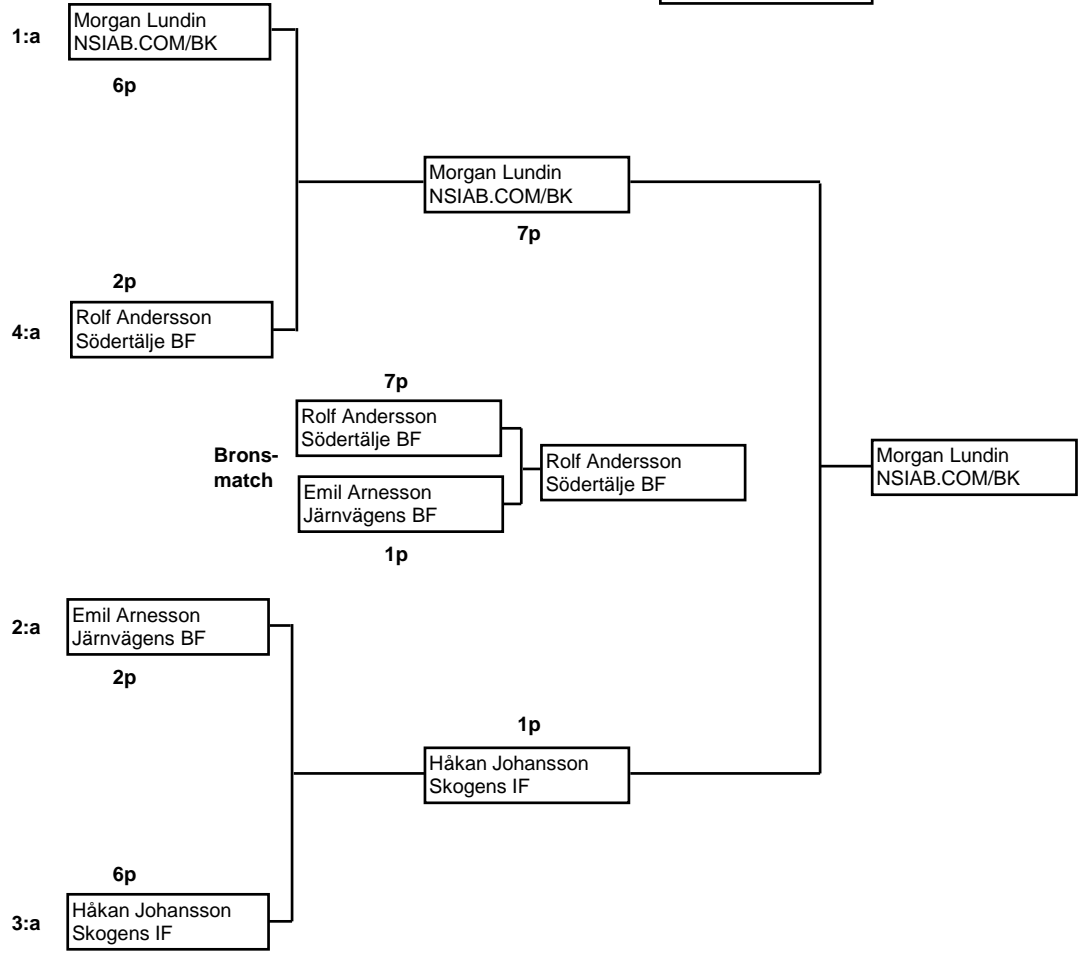 1:a
Morgan Lundin
NSIAB.COM/BK
6p
Morgan Lundin
NSIAB.COM/BK
7p
2p
4:a
Rolf Andersson
Södertälje BF
7p
Rolf Andersson
Södertälje BF
Brons-
match
Rolf Andersson
Södertälje BF
Morgan Lundin
NSIAB.COM/BK
Emil Arnesson
Järnvägens BF
1p
2:a
Emil Arnesson
Järnvägens BF
2p
1p
Håkan Johansson
Skogens IF
6p
3:a
Håkan Johansson
Skogens IF